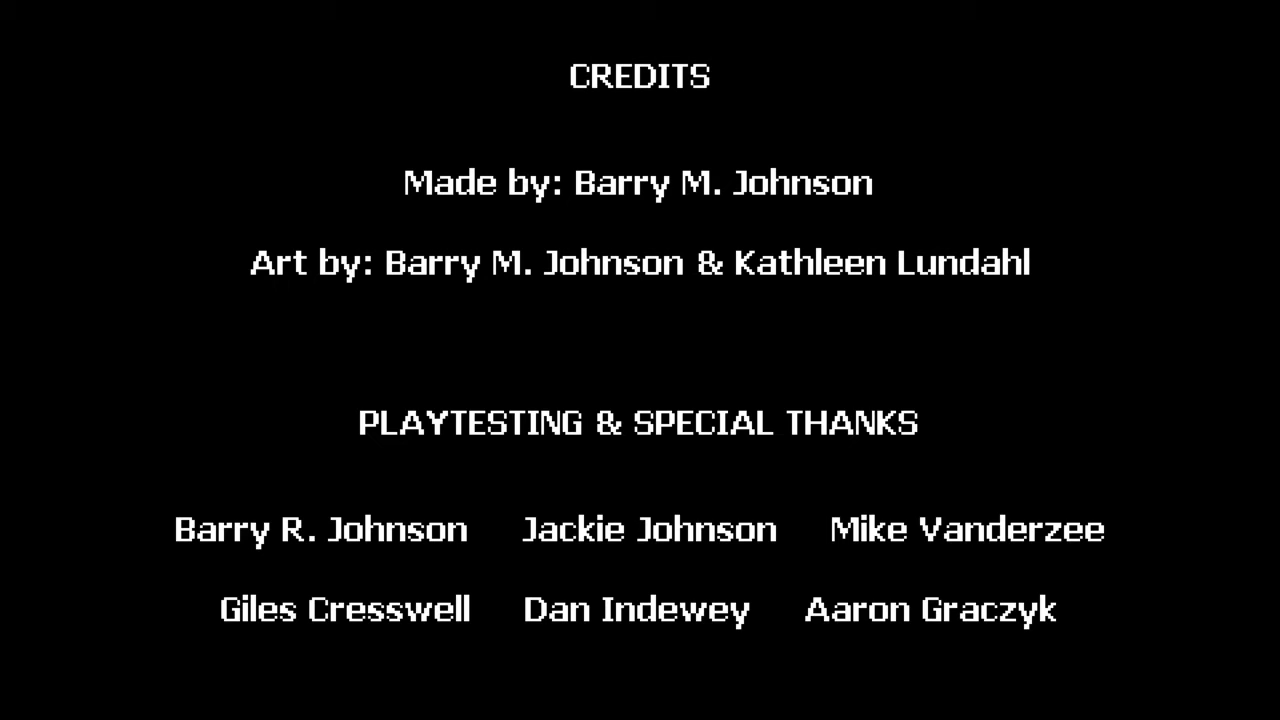 CREDITS
Made by: Barry M. Johnson
Art by: Barry M. Johnson & Kathleen Lundahl
PLAYTESTING & SPECIAL THANKS
Barry R. Johnson Jackie Johnson Mike Vanderzee
Giles Cresswell Dan Indewey Aaron Graczyk